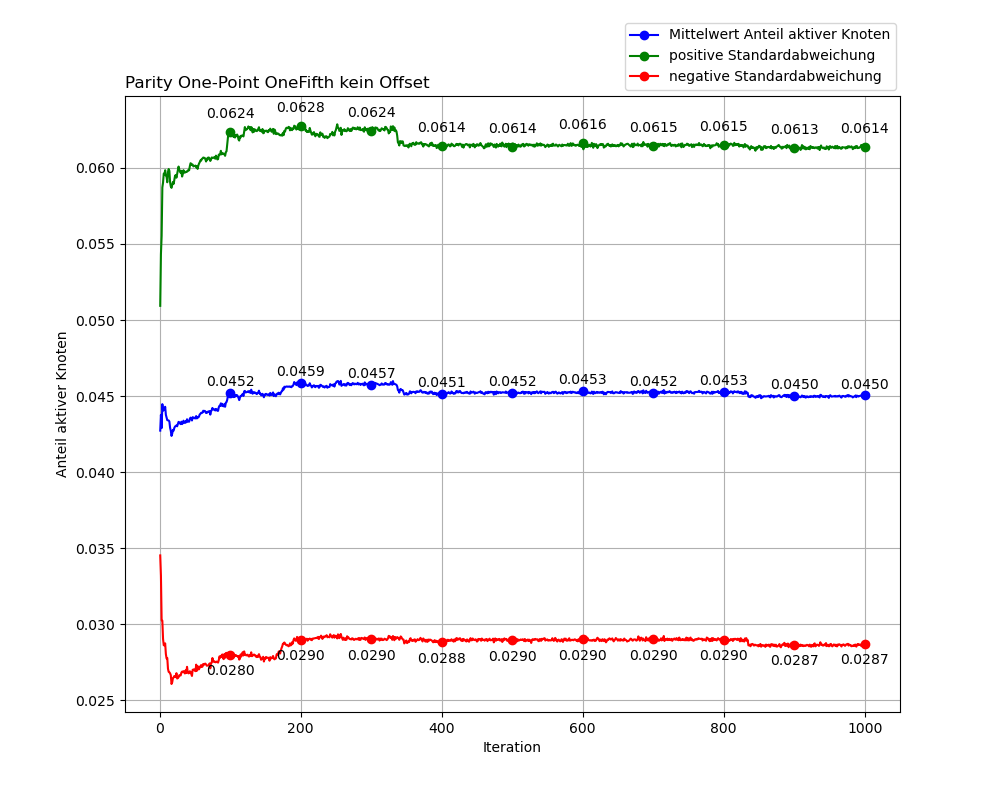 Mittelwert Anteil aktiver Knoten
positive Standardabweichung
negative Standardabweichung
Parity One-Point OneFifth kein Offset
0.0624 0.0628 0.0624 0.0614 0.0614 0.0616 0.0615 0.0615 0.0613 0.0614
0.060
0.055
0.050
0.0452 0.0459 0.0457 0.0451 0.0452 0.0453 0.0452 0.0453 0.0450 0.0450
0.045
0.040
0.035
0.030
0.0280 0.0290 0.0290 0.0288 0.0290 0.0290 0.0290 0.0290 0.0287 0.0287
0.025
Anteil aktiver Knoten
0 200 400 600 800 1000
Iteration